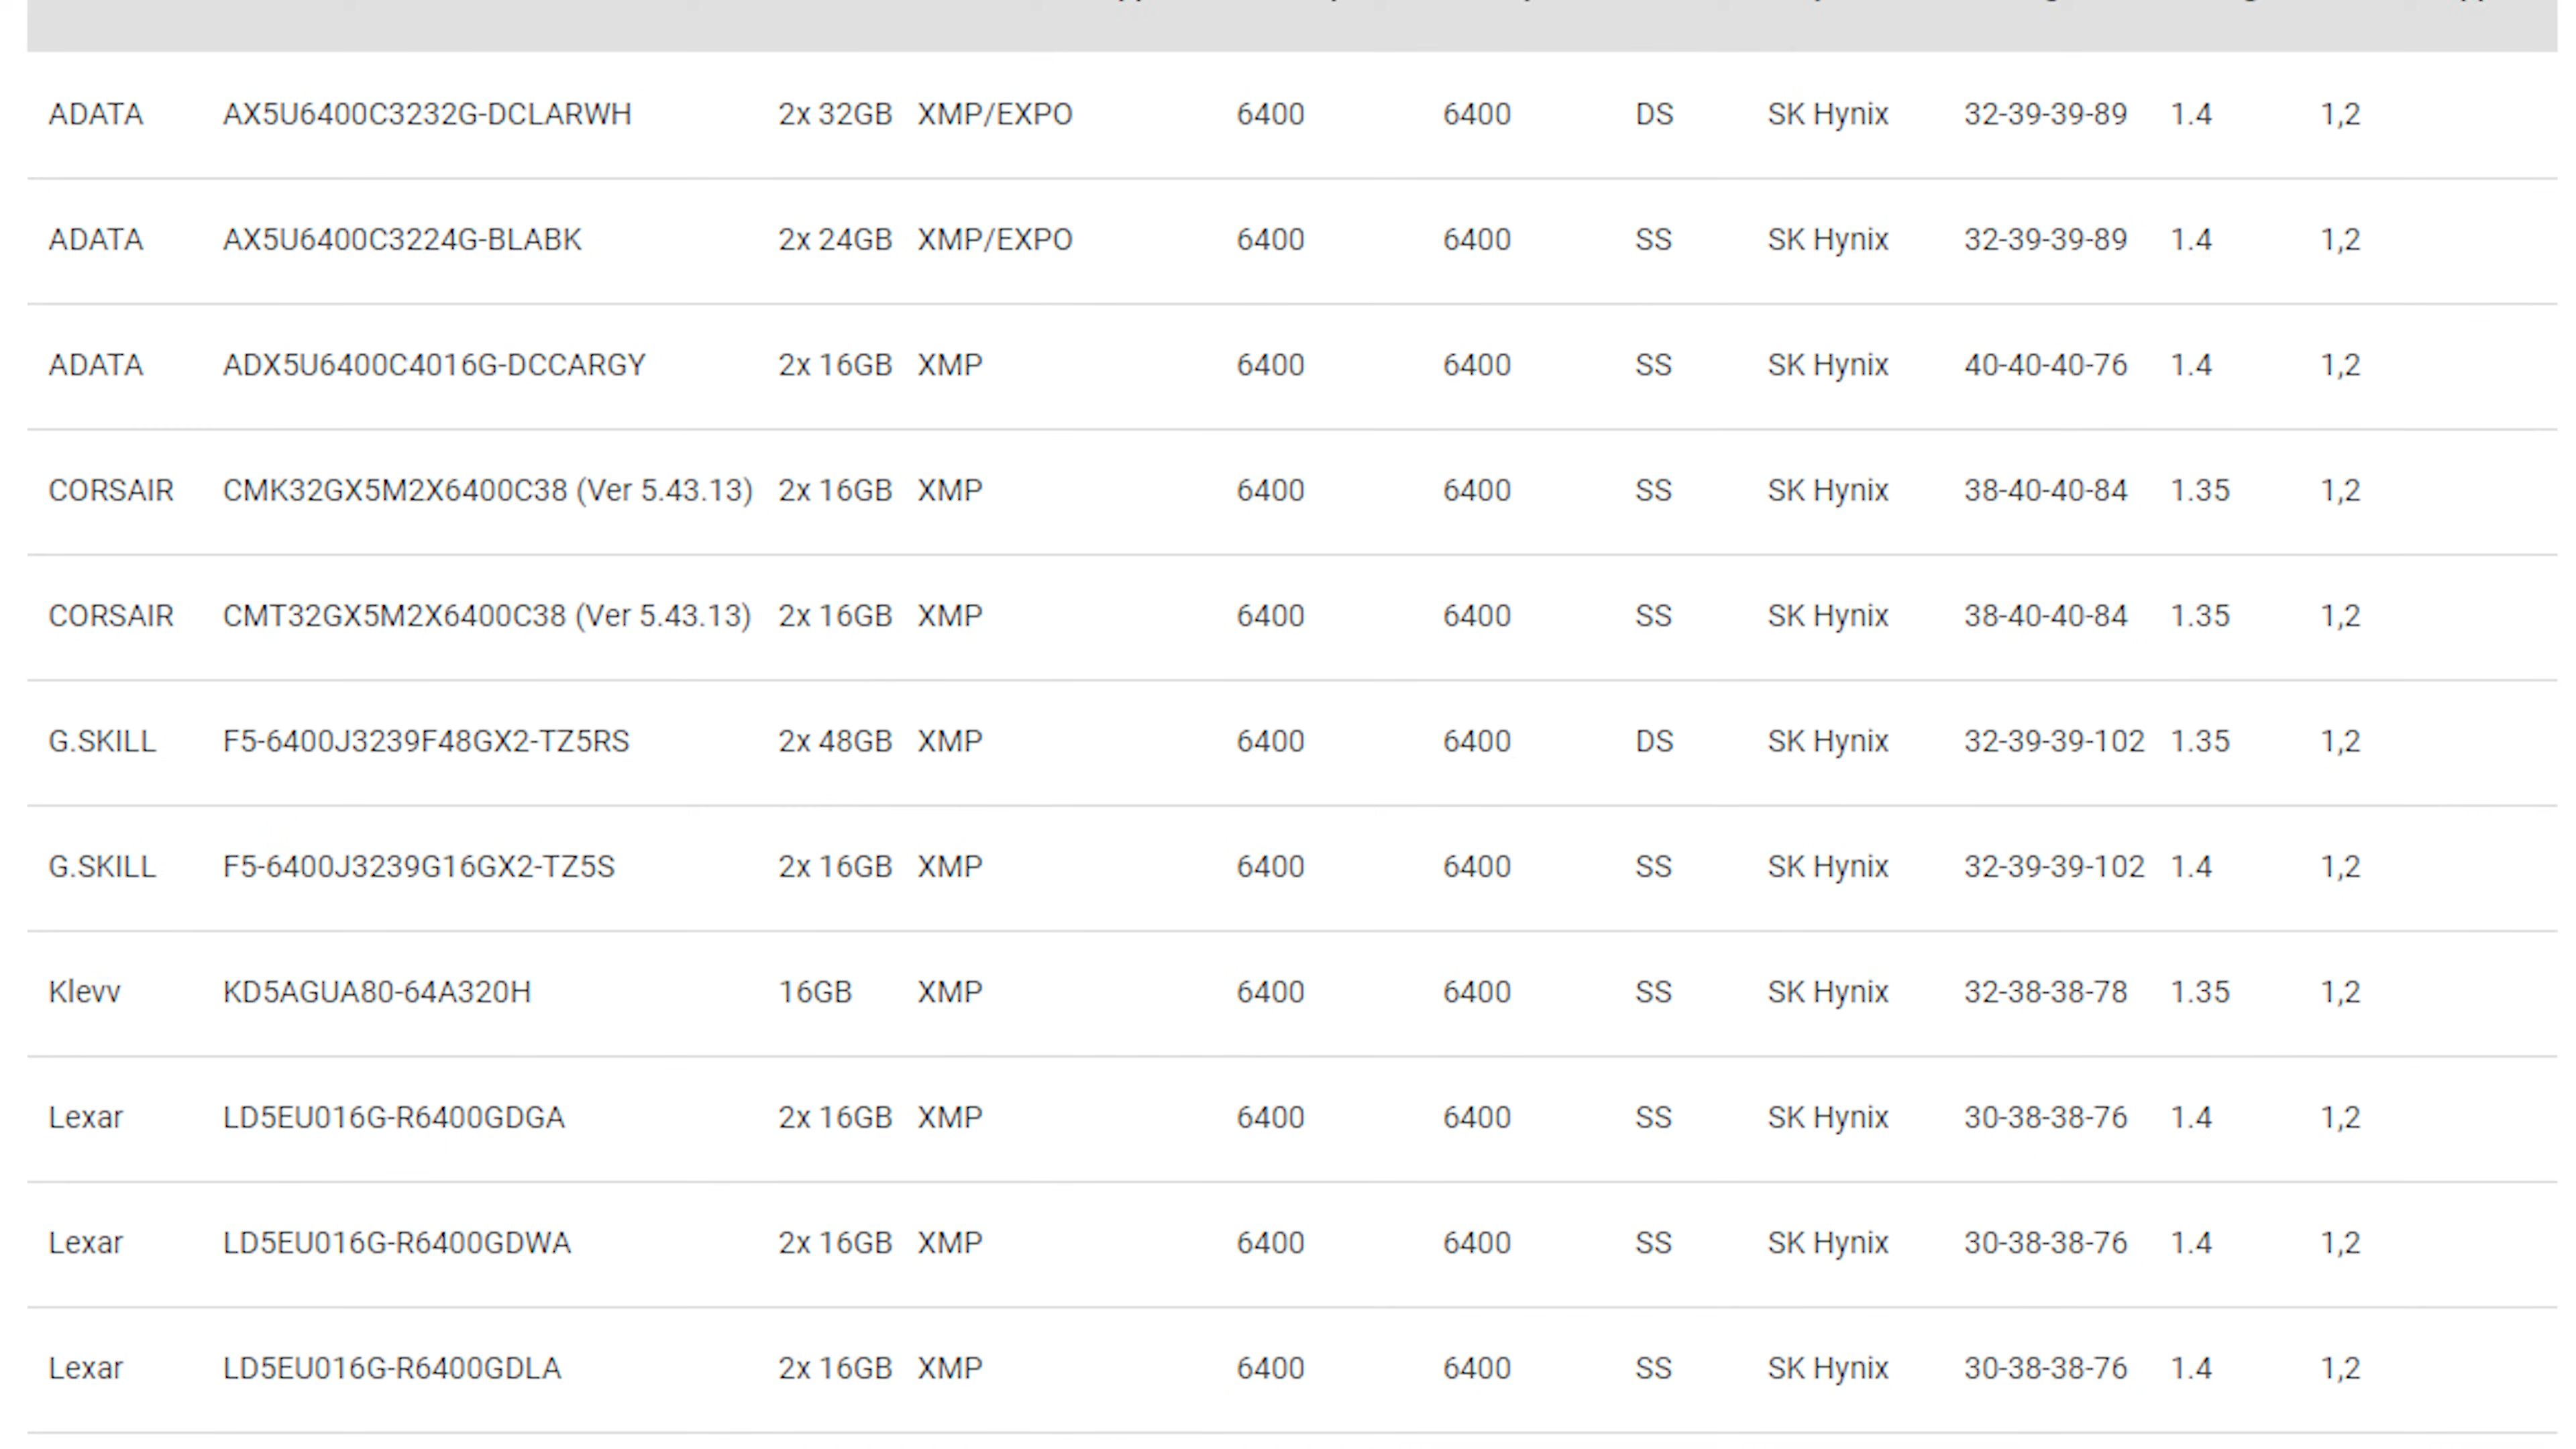 ADATA AX5U6400C3232G-DCLARWH 2x 32GB XMP/EXPO 6400 6400 DS SK Hynix 32-39-39-89 1.4 1,2
ADATA AX5U6400C3224G-BLABK 2x 24GB XMP/EXPO 6400 6400 SS SK Hynix 32-39-39-89 1.4 1,2
ADATA ADX5U6400C4016G-DCCARGY 2x 16GB XMP 6400 6400 SS SK Hynix 40-40-40-76 1.4 1,2
CORSAIR CMK32GX5M2X6400C38 (Ver 5.43.13) 2x 16GB XMP 6400 6400 SS SK Hynix 38-40-40-84 1.35 1,2
CORSAIR CMT32GX5M2X6400C38 (Ver 5.43.13) 2x 16GB XMP 6400 6400 SS SK Hynix 38-40-40-84 1.35 1,2
G.SKILL F5-6400J3239F48GX2-TZ5RS 2x 48GB XMP 6400 6400 DS SK Hynix 32-39-39-102 1.35 1,2
G.SKILL F5-6400J3239G16GX2-TZ5S 2x 16GB XMP 6400 6400 SS SK Hynix 32-39-39-102 1.4 1,2
Klevv KD5AGUA80-64A320H 16GB XMP 6400 6400 SS SK Hynix 32-38-38-78 1.35 1,2
Lexar LD5EU016G-R6400GDGA 2x 16GB XMP 6400 6400 SS SK Hynix 30-38-38-76 1.4 1,2
Lexar LD5EU016G-R6400GDWA 2x 16GB XMP 6400 6400 SS SK Hynix 30-38-38-76 1.4 1,2
Lexar LD5EU016G-R6400GDLA 2x 16GB XMP 6400 6400 SS SK Hynix 30-38-38-76 1.4 1,2